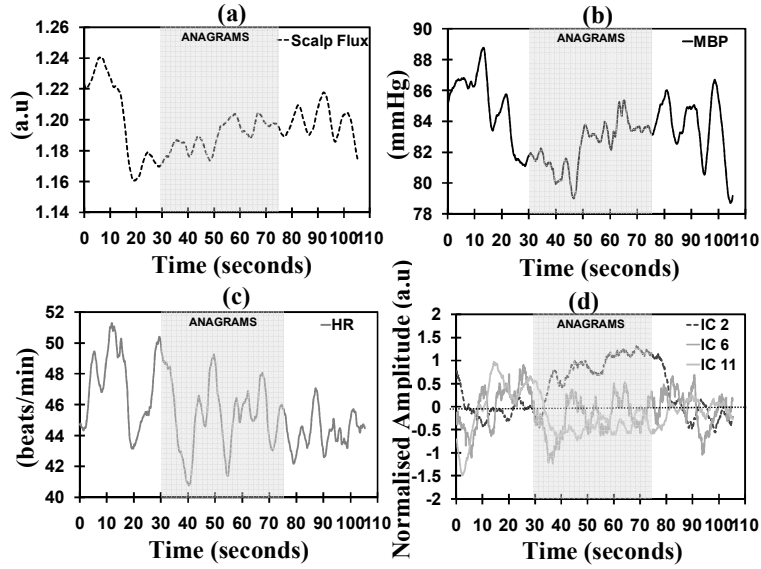 (a)
1.26
1.24
1.22
1.20
1.18
1.16
1.14
(a.u)
ANAGRAMS
Scalp Flux
0 10 20 30 40 50 60 70 80 90 100 110
Time (seconds)
(b)
90
88
86
84
82
80
78
(mmHg)
ANAGRAMS
MBP
0 10 20 30 40 50 60 70 80 90 100 110
Time (seconds)
(c)
52
50
48
46
44
42
40
(beats/min)
ANAGRAMS
HR
0 10 20 30 40 50 60 70 80 90 100 110
Time (seconds)
(d)
2
1.5
1
0.5
0
-0.5
-1
-1.5
-2
Normalised Amplitude (a.u)
ANAGRAMS
IC 2
IC 6
IC 11
0 10 20 30 40 50 60 70 80 90 100 110
Time (seconds)